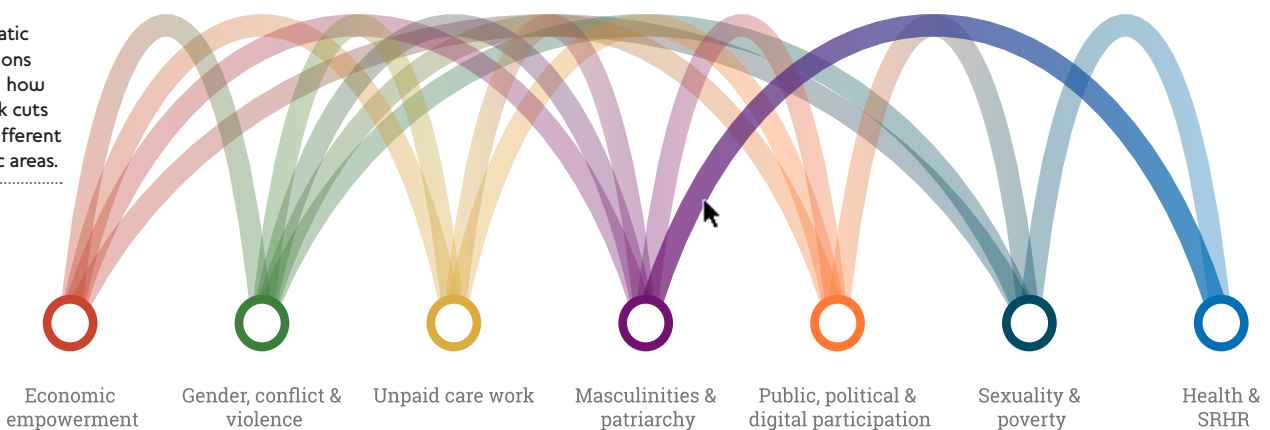 atic
ons
how
k cuts
fferent
c areas.
Economic
empowerment
Gender, conflict &
violence
Unpaid care work
Masculinities &
patriarchy
Public, political &
digital participation
Sexuality &
poverty
Health &
SRHR